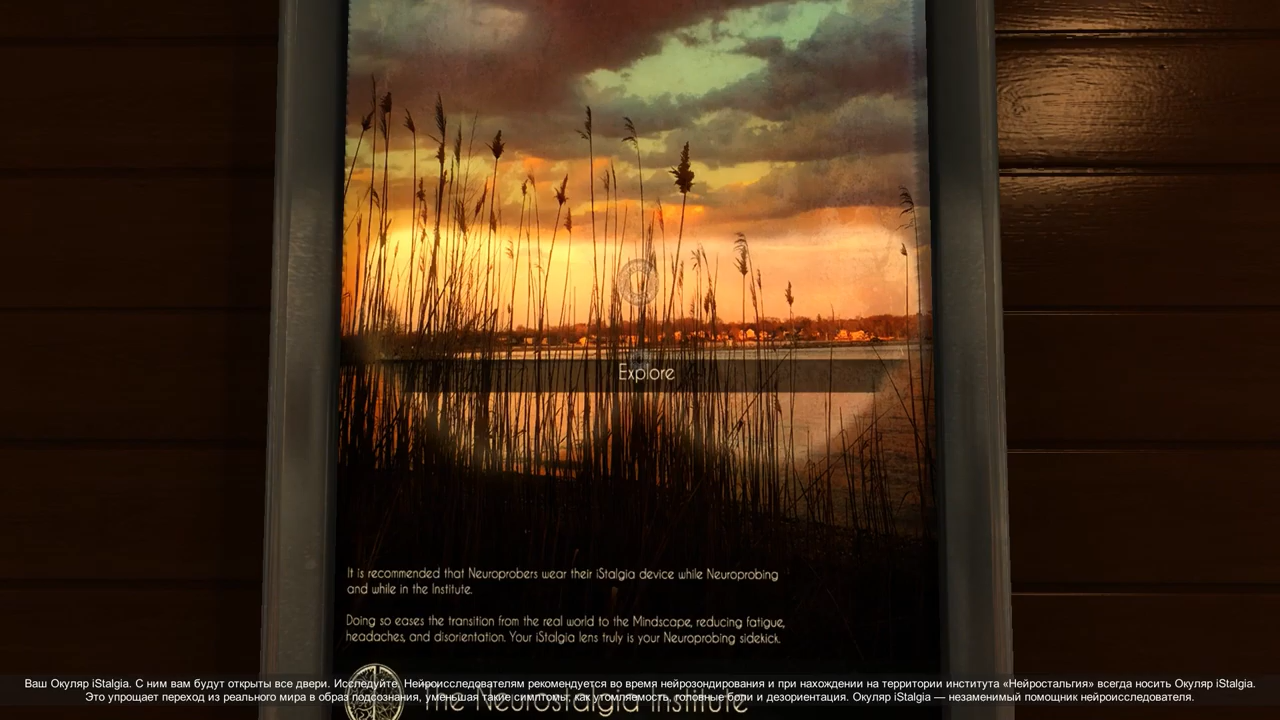 Explore
It is recommended that Neuroprobers wear their iStalgia device while Neuroprobing
and while in the Institute.
Doing so eases the transition from the real world to the Mindscape, reducing fatigue,
headaches, and disorientation. Your iStalgia lens truly is your Neuroprobing sidekick.
The Neurostalgia Institute
Ваш Окуляр iStalgia. С ним вам будут открыты все двери. Исследуйте. Нейроисследователям рекомендуется во время нейрозондирования и при нахождении на территории института «Нейростальгия» всегда носить Окуляр iStalgia.
Это упрощает переход из реального мира в образ подсознания, уменьшая такие симптомы, как утомляемость, головные боли и дезориентация. Окуляр iStalgia — незаменимый помощник нейроисследователя.